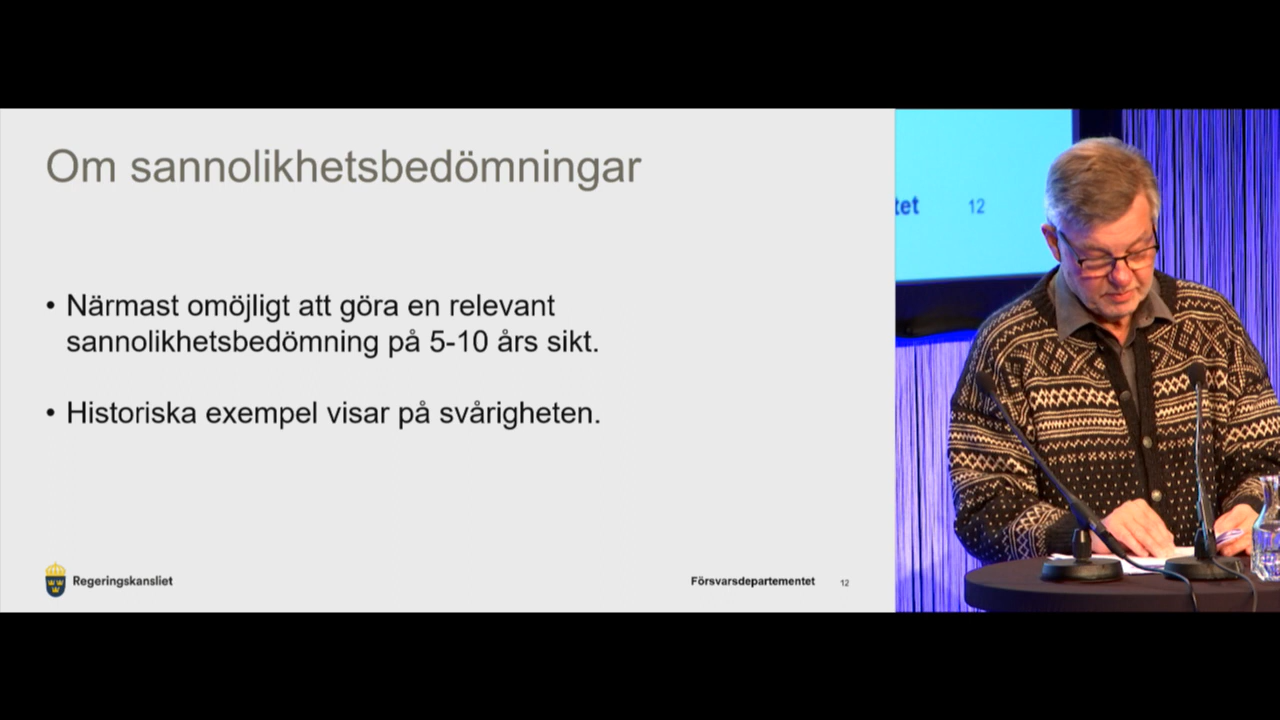 Om sannolikhetsbedömningar
• Närmast omöjligt att göra en relevant
sannolikhetsbedömning på 5-10 års sikt.
• Historiska exempel visar på svårigheten.
Regeringskansliet
Försvarsdepartementet 12
tet 12